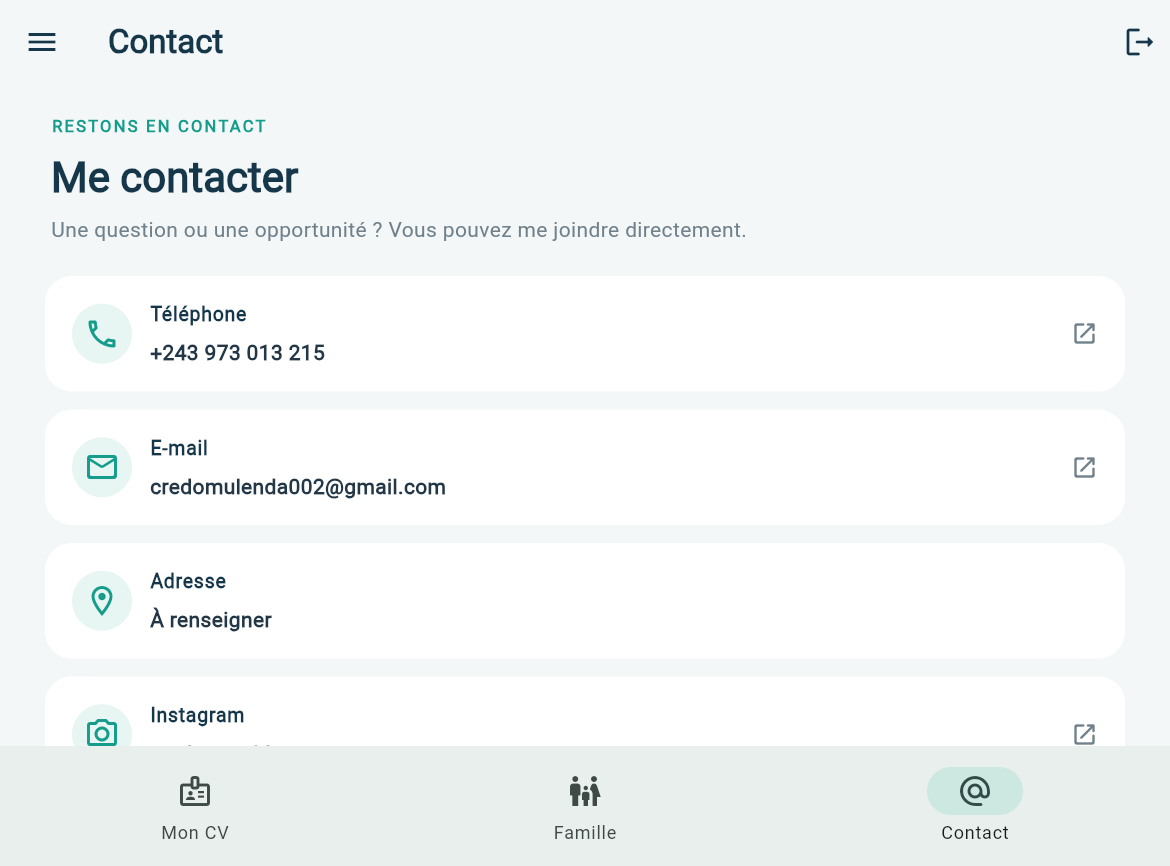 Contact
RESTONS EN CONTACT
Me contacter
Une question ou une opportunité ? Vous pouvez me joindre directement.
Téléphone
+243 973 013 215
E-mail
credomulenda002@gmail.com
Adresse
À renseigner
Instagram
Mon CV
Famille
Contact